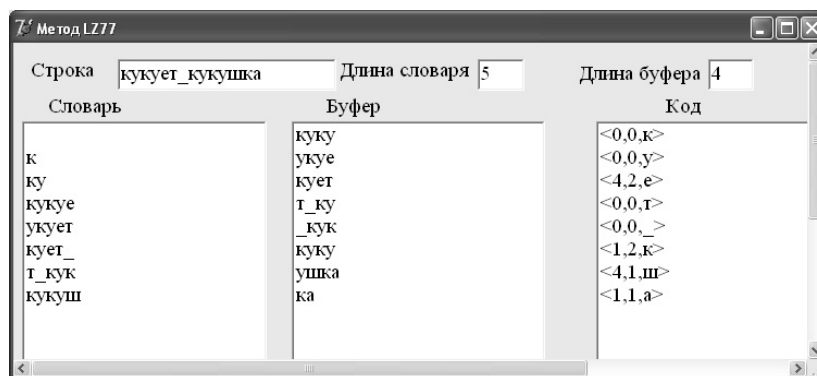 Метод LZ77
Строка кукует_кукушка Длина словаря 5 Длина буфера 4
Словарь Буфер Код
куку <0,0,к>
к укуе <0,0,у>
ку кует <4,2,е>
кукуе т_ку <0,0,т>
укует _кук <0,0,_>
кует_ куку <1,2,к>
т_кук ушка <4,1,ш>
кукуш ка <1,1,а>